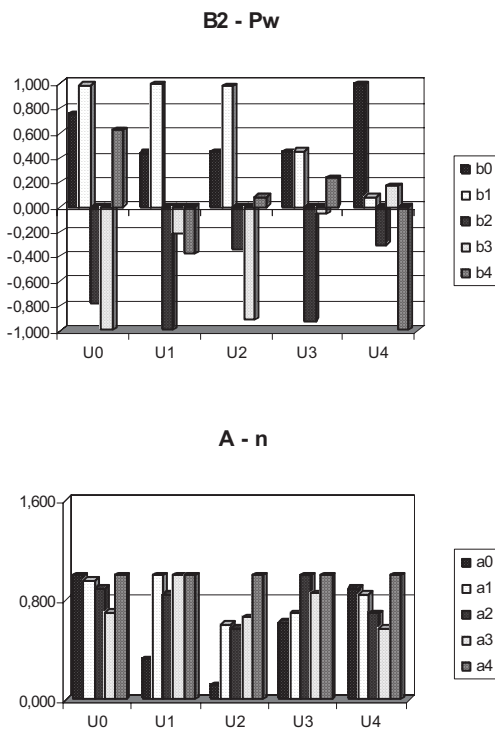 B2 - Pw
1,000
0,800
0,600
0,400
0,200
0,000
-0,200
-0,400
-0,600
-0,800
-1,000
U0 U1 U2 U3 U4
b0
b1
b2
b3
b4
A - n
1,600
0,800
0,000
U0 U1 U2 U3 U4
a0
a1
a2
a3
a4